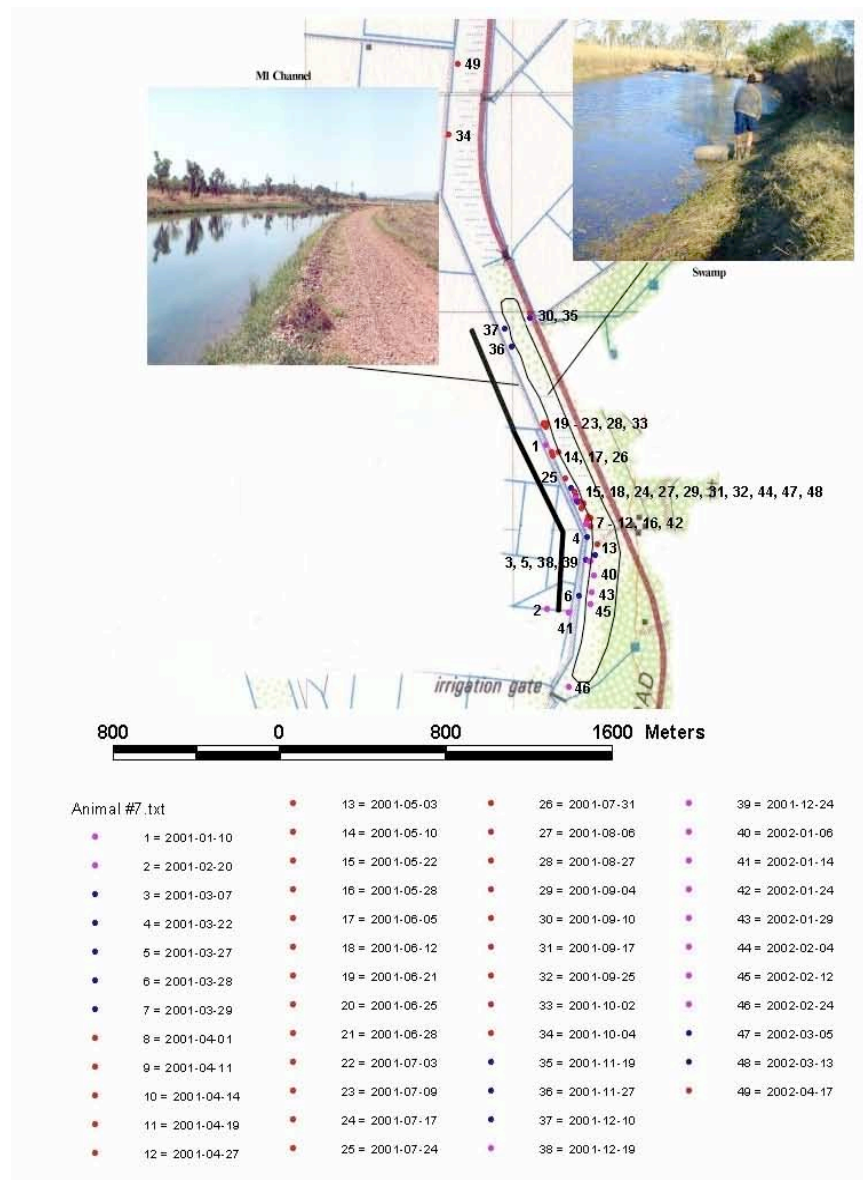 M1 Channel
49
34
Swamp
30, 35
37
36
19 - 23, 28, 33
1
14, 17, 26
25
15, 18, 24, 27, 29, 31, 32, 44, 47, 48
7 - 12, 16, 42
4
13
3, 5, 38, 39
40
6
43
2
45
41
46
irrigation gate
OAD
800 0 800 1600 Meters
Animal #7.txt
1 = 2001-01-10
2 = 2001-02-20
3 = 2001-03-07
4 = 2001-03-22
5 = 2001-03-27
6 = 2001-03-28
7 = 2001-03-29
8 = 2001-04-01
9 = 2001-04-11
10 = 2001-04-14
11 = 2001-04-19
12 = 2001-04-27
13 = 2001-05-03
14 = 2001-05-10
15 = 2001-05-22
16 = 2001-05-28
17 = 2001-06-05
18 = 2001-06-12
19 = 2001-06-21
20 = 2001-06-25
21 = 2001-06-28
22 = 2001-07-03
23 = 2001-07-09
24 = 2001-07-17
25 = 2001-07-24
26 = 2001-07-31
27 = 2001-08-06
28 = 2001-08-27
29 = 2001-09-04
30 = 2001-09-10
31 = 2001-09-17
32 = 2001-09-25
33 = 2001-10-02
34 = 2001-10-04
35 = 2001-11-19
36 = 2001-11-27
37 = 2001-12-10
38 = 2001-12-19
39 = 2001-12-24
40 = 2002-01-06
41 = 2002-01-14
42 = 2002-01-24
43 = 2002-01-29
44 = 2002-02-04
45 = 2002-02-12
46 = 2002-02-24
47 = 2002-03-05
48 = 2002-03-13
49 = 2002-04-17